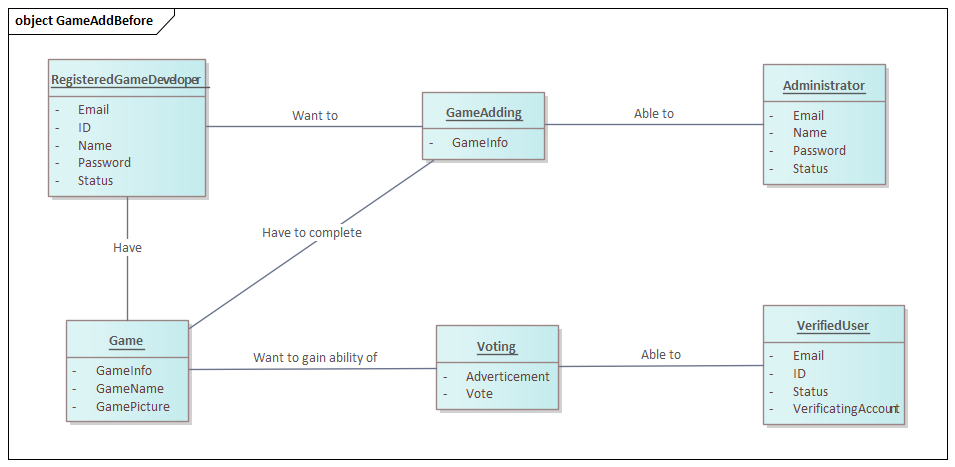 object GameAddBefore
RegisteredGameDeveloper
- Email
- ID
- Name
- Password
- Status
Want to
GameAdding
- GameInfo
Able to
Administrator
- Email
- Name
- Password
- Status
Have
Have to complete
Game
- GameInfo
- GameName
- GamePicture
Want to gain ability of
Voting
- Adverticement
- Vote
Able to
VerifiedUser
- Email
- ID
- Status
- VerificatingAccount